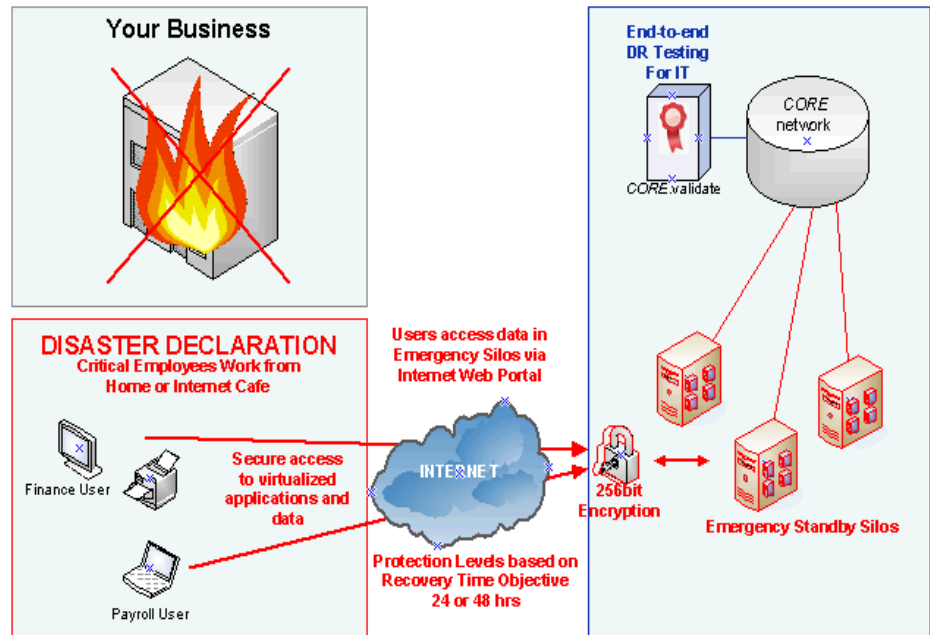 Your Business
End-to-end
DR Testing
For IT
CORE
network
CORE.validate
DISASTER DECLARATION
Critical Employees Work from
Home or Internet Cafe
Users access data in
Emergency Silos via
Internet Web Portal
Finance User
Secure access
to virtualized
applications and
data
INTERNET
256bit
Encryption
Emergency Standby Silos
Protection Levels based on
Recovery Time Objective
24 or 48 hrs
Payroll User